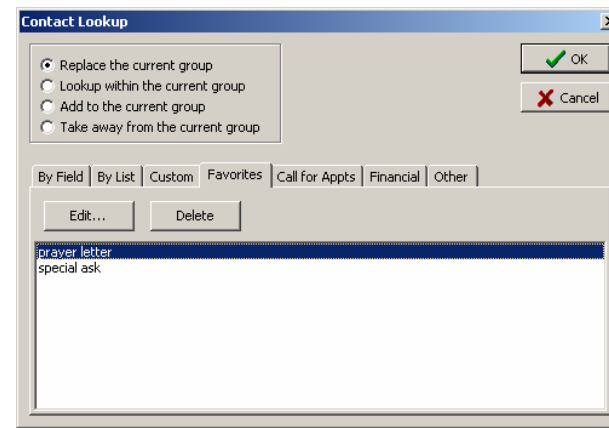 Contact Lookup
Replace the current group
Lookup within the current group
Add to the current group
Take away from the current group
OK
Cancel
By Field By List Custom Favorites Call for Appts Financial Other
Edit... Delete
prayer letter
special ask